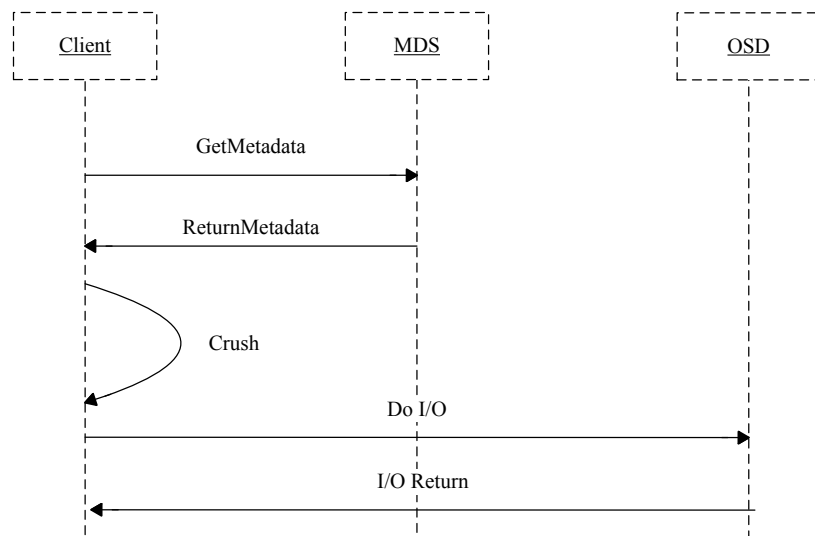 Client
MDS
OSD
GetMetadata
ReturnMetadata
Crush
Do I/O
I/O Return